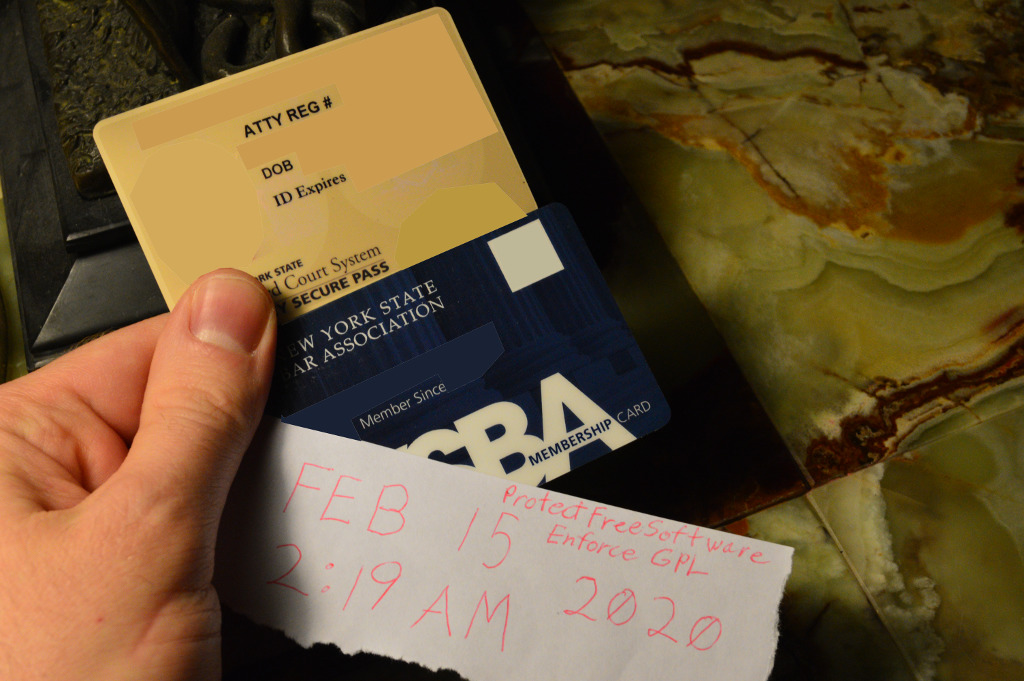 ATTY REG #
DOB
ID Expires
RK STATE
d Court System
Y SECURE PASS
EW YORK STATE
AR ASSOCIATION
Member Since
SBA
MEMBERSHIP CARD
FEB 15 2020
2:19 AM
ProtectFreeSoftware
Enforce GPL